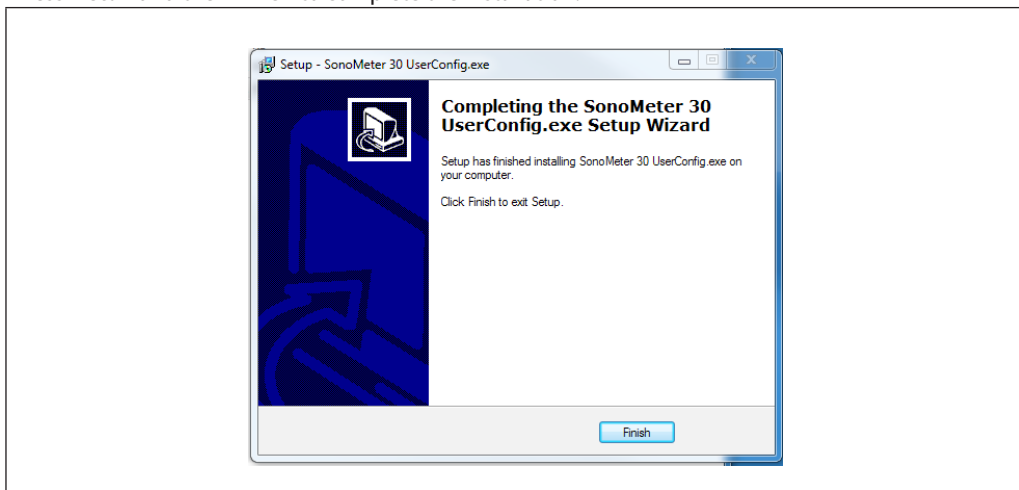 Setup - SonoMeter 30 UserConfig.exe
Completing the SonoMeter 30
UserConfig.exe Setup Wizard
Setup has finished installing SonoMeter 30 UserConfig.exe on
your computer.
Click Finish to exit Setup.
Finish